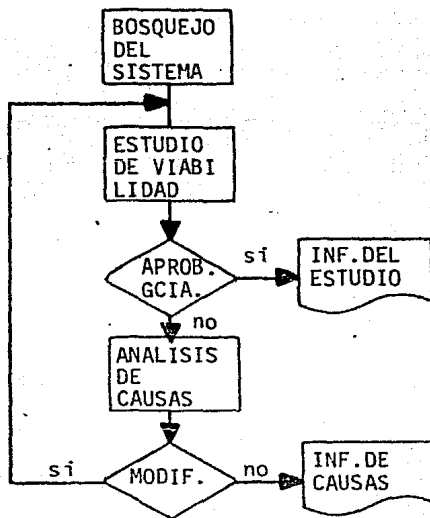 BOSQUEJO
DEL
SISTEMA
ESTUDIO
DE VIABI
LIDAD
APROB.
GCIA.
sí
INF.DEL
ESTUDIO
no
ANALISIS
DE
CAUSAS
sí
MODIF.
no
INF.DE
CAUSAS